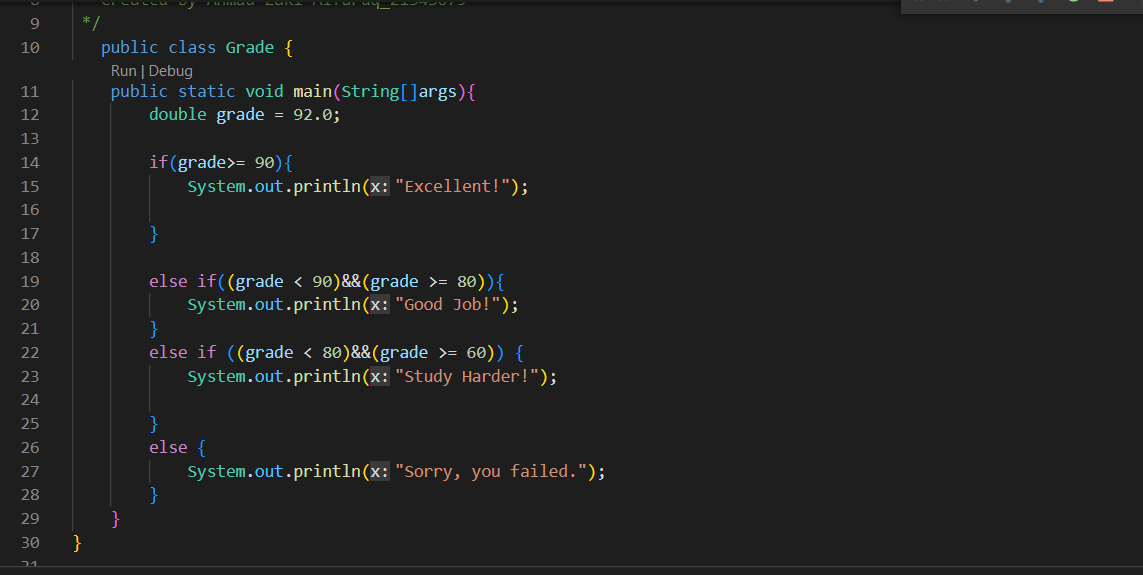 9 */
10 public class Grade {
Run | Debug
11 public static void main(String[]args){
12 double grade = 92.0;
13
14 if(grade>= 90){
15 System.out.println(x: "Excellent!");
16
17 }
18
19 else if((grade < 90)&&(grade >= 80)){
20 System.out.println(x: "Good Job!");
21 }
22 else if ((grade < 80)&&(grade >= 60)) {
23 System.out.println(x: "Study Harder!");
24
25 }
26 else {
27 System.out.println(x: "Sorry, you failed.");
28 }
29 }
30 }
31